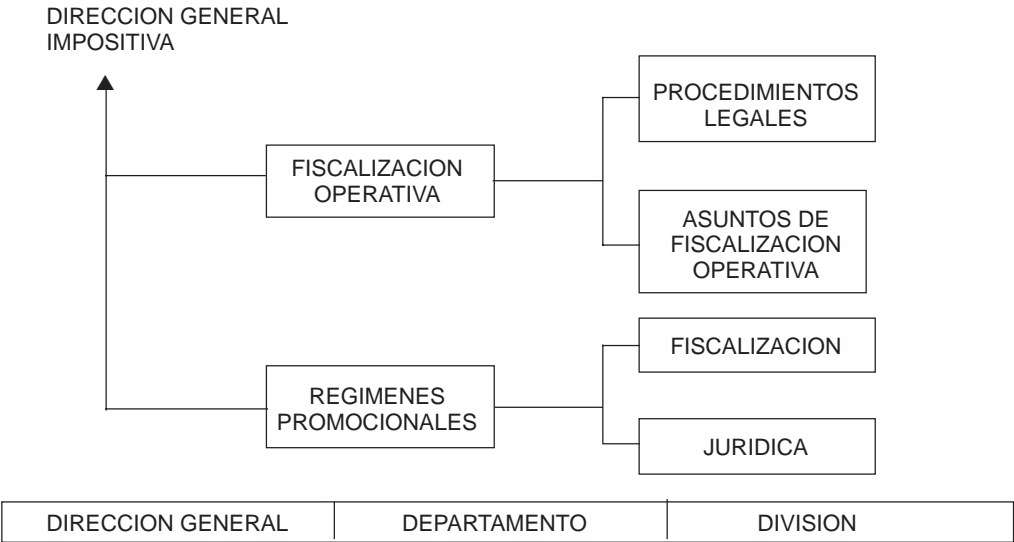 DIRECCION GENERAL
IMPOSITIVA
PROCEDIMIENTOS
LEGALES
FISCALIZACION
OPERATIVA
ASUNTOS DE
FISCALIZACION
OPERATIVA
FISCALIZACION
REGIMENES
PROMOCIONALES
JURIDICA
DIRECCION GENERAL
DEPARTAMENTO
DIVISION